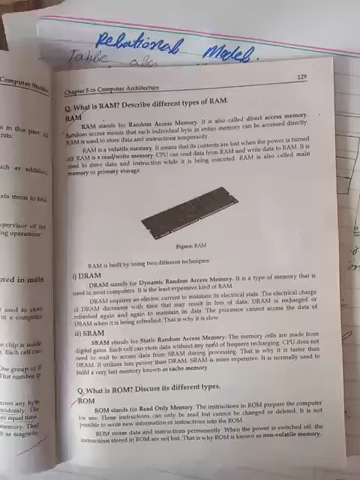 Relational Model.
Table
Computer Studies
Chapter 5 ⇨ Computer Architecture
129
Q. What is RAM? Describe different types of RAM.
RAM
RAM stands for Random Access Memory. It is also called direct access memory.
Random access means that each individual byte in entire memory can be accessed directly.
RAM is used to store data and instructions temporarily.
RAM is a volatile memory. It means that its contents are lost when the power is turned
off. RAM is a read/write memory. CPU can read data from RAM and write data to RAM. It is
used to store data and instruction while it is being executed. RAM is also called main
memory or primary storage.
Figure: RAM
RAM is built by using two different techniques:
i) DRAM
DRAM stands for Dynamic Random Access Memory. It is a type of memory that is
used in most computers. It is the least expensive kind of RAM.
DRAM requires an electric current to maintain its electrical state. The electrical charge
of DRAM decreases with time that may result in loss of data. DRAM is recharged or
refreshed again and again to maintain its data. The processor cannot access the data of
DRAM when it is being refreshed. That is why it is slow.
ii) SRAM
SRAM stands for Static Random Access Memory. The memory cells are made from
digital gates. Each cell can store data without any need of frequent recharging. CPU does not
need to wait to access data from SRAM during processing. That is why it is faster than
DRAM. It utilizes less power than DRAM. SRAM is more expensive. It is normally used to
build a very fast memory known as cache memory.
Q. What is ROM? Discuss its different types.
ROM
ROM stands for Read Only Memory. The instructions in ROM prepare the computer
for use. These instructions can only be read but cannot be changed or deleted. It is not
possible to write new information or instructions into the ROM.
ROM stores data and instructions permanently. When the power is switched off, the
instructions stored in ROM are not lost. That is why ROM is known as non-volatile memory.